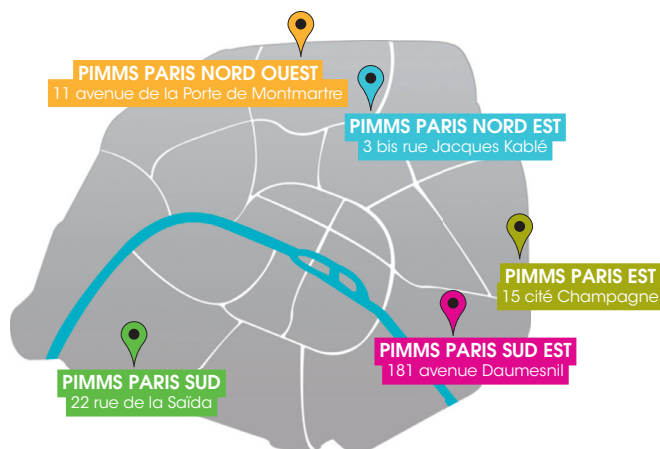 PIMMS PARIS NORD OUEST
11 avenue de la Porte de Montmartre
PIMMS PARIS NORD EST
3 bis rue Jacques Kablé
PIMMS PARIS EST
15 cité Champagne
PIMMS PARIS SUD EST
181 avenue Daumesnil
PIMMS PARIS SUD
22 rue de la Saïda